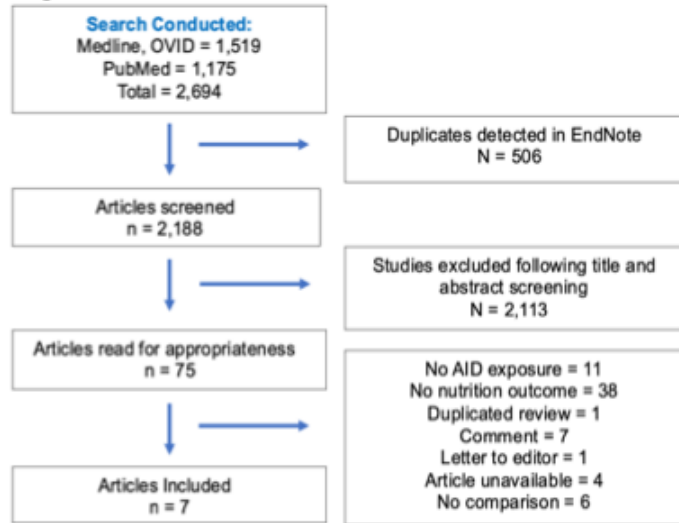 Search Conducted:
Medline, OVID = 1,519
PubMed = 1,175
Total = 2,694
Duplicates detected in EndNote
N = 506
Articles screened
n = 2,188
Studies excluded following title and
abstract screening
N = 2,113
Articles read for appropriateness
n = 75
No AID exposure = 11
No nutrition outcome = 38
Duplicated review = 1
Comment = 7
Letter to editor = 1
Article unavailable = 4
No comparison = 6
Articles Included
n = 7